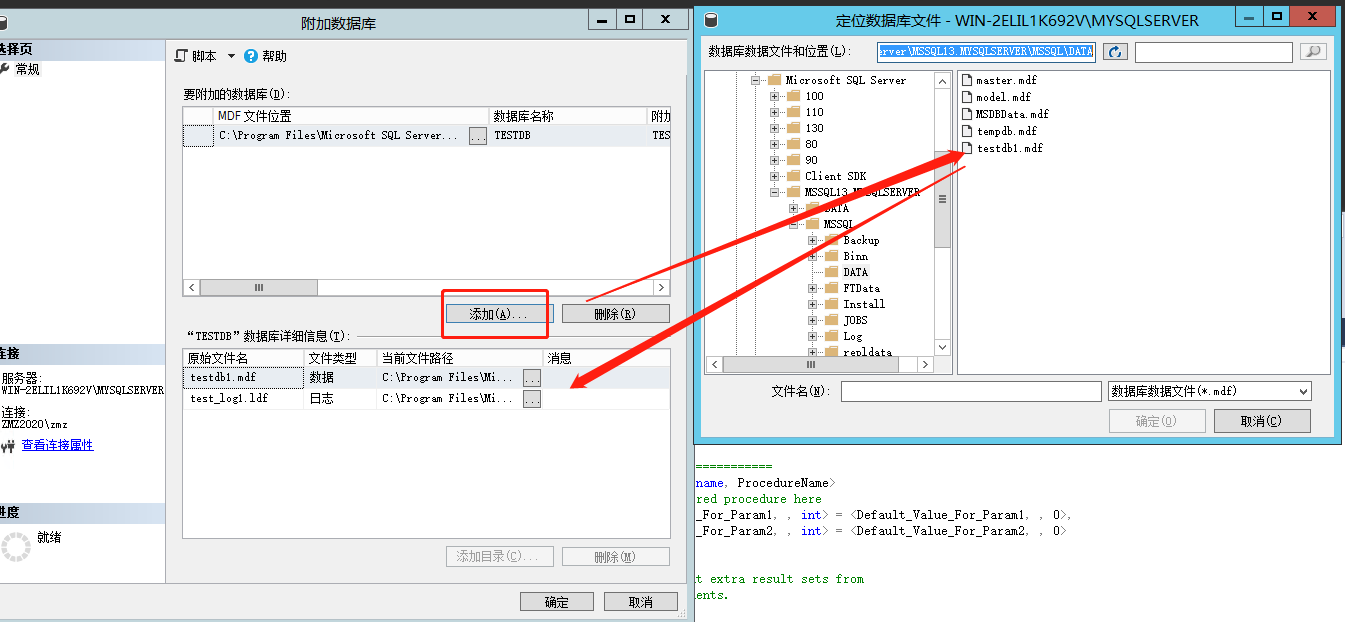 附加数据库
选择页
常规
脚本
帮助
要附加的数据库(D):
MDF 文件位置 数据库名称 附加
C:\Program Files\Microsoft SQL Server... ... TESTDB TES
添加(A)... 删除(R)
“TESTDB”数据库详细信息(T):
原始文件名 文件类型 当前文件路径 消息
testdb1.mdf 数据 C:\Program Files\Mi... ...
test_log1.ldf 日志 C:\Program Files\Mi... ...
添加目录(C)... 删除(M)
确定 取消
连接
服务器:
WIN-2ELIL1K692V\MYSQLSERVER
连接:
ZMZ2020\zmz
查看连接属性
进度
就绪
定位数据库文件 - WIN-2ELIL1K692V\MYSQLSERVER
数据库数据文件和位置(L): erver\MSSQL13.MYSQLSERVER\MSSQL\DATA
Microsoft SQL Server
100
110
130
80
90
Client SDK
MSSQL13.MYSQLSERVER
DATA
MSSQL
Backup
Binn
DATA
FTData
Install
JOBS
Log
repldata
master.mdf
model.mdf
MSDBData.mdf
tempdb.mdf
testdb1.mdf
文件名(N): 数据库数据文件(*.mdf)
确定(O) 取消(C)
===========
name, ProcedureName>
red procedure here
_For_Param1, , int> = <Default_Value_For_Param1, , 0>,
_For_Param2, , int> = <Default_Value_For_Param2, , 0>
t extra result sets from
ents.